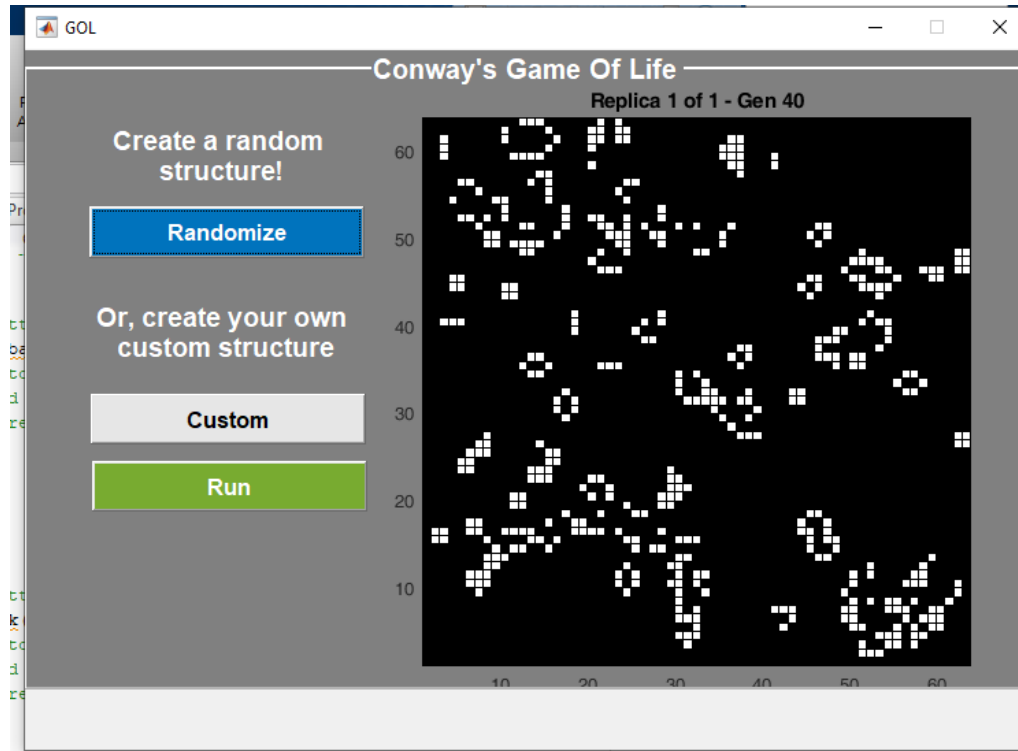 GOL
Conway's Game Of Life
Replica 1 of 1 - Gen 40
Create a random
structure!
Randomize
Or, create your own
custom structure
Custom
Run
60
50
40
30
20
10
10 20 30 40 50 60